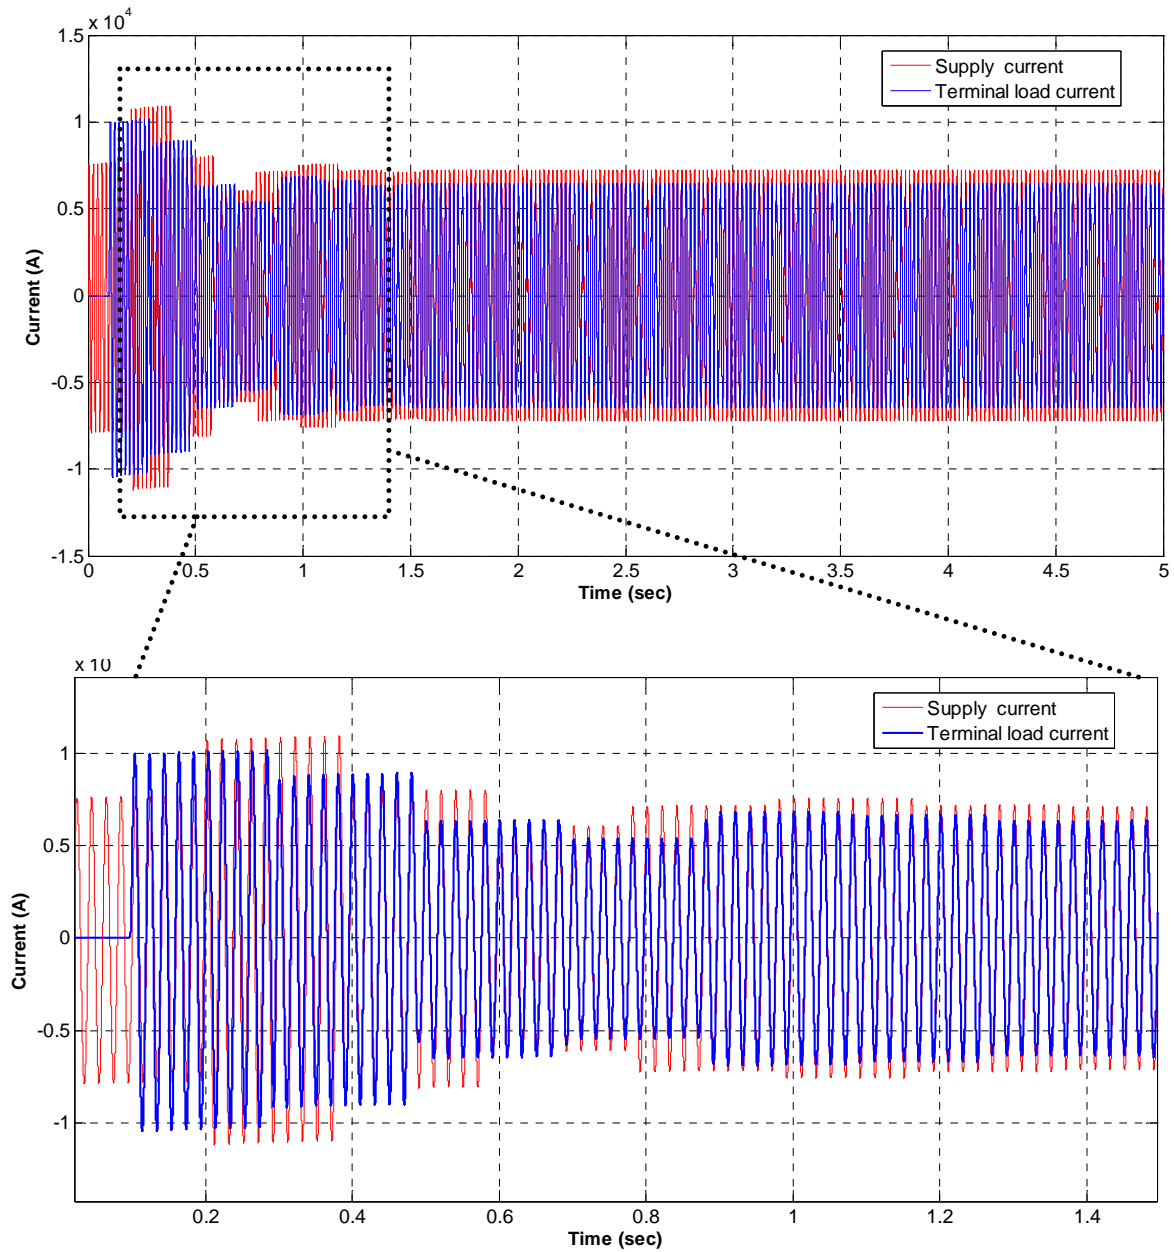 x 10⁴
1.5
1
0.5
0
-0.5
-1
-1.5
Current (A)
Supply current
Terminal load current
0 0.5 1 1.5 2 2.5 3 3.5 4 4.5 5
Time (sec)
x 10
1
0.5
0
-0.5
-1
Current (A)
Supply current
Terminal load current
0.2 0.4 0.6 0.8 1 1.2 1.4
Time (sec)